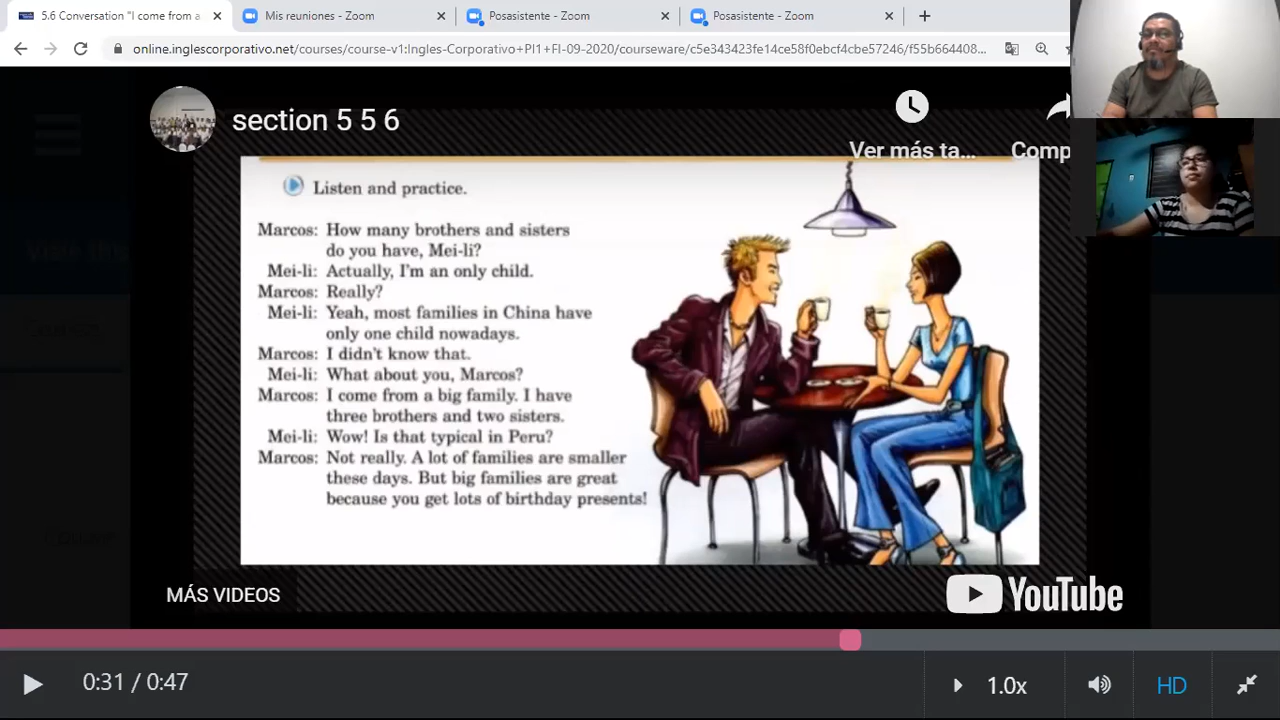 5.6 Conversation "I come from a
Mis reuniones - Zoom
Posasistente - Zoom
Posasistente - Zoom
online.inglescorporativo.net/courses/course-v1:Ingles-Corporativo+PI1+FI-09-2020/courseware/c5e343423fe14ce58f0ebcf4cbe57246/f55b664408...
section 5 5 6
Ver más ta...
Comp
Listen and practice.
Marcos: How many brothers and sisters
do you have, Mei-li?
Mei-li: Actually, I'm an only child.
Marcos: Really?
Mei-li: Yeah, most families in China have
only one child nowadays.
Marcos: I didn't know that.
Mei-li: What about you, Marcos?
Marcos: I come from a big family. I have
three brothers and two sisters.
Mei-li: Wow! Is that typical in Peru?
Marcos: Not really. A lot of families are smaller
these days. But big families are great
because you get lots of birthday presents!
MÁS VIDEOS
YouTube
0:31 / 0:47
1.0x
HD